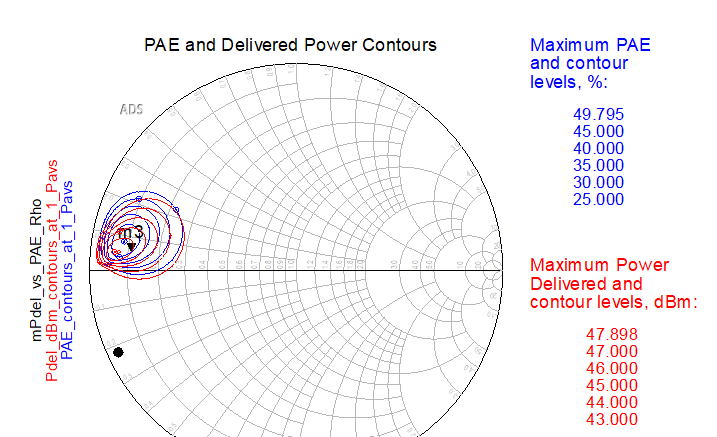 PAE and Delivered Power Contours
ADS
m3
mPdel_vs_PAE_Rho
Pdel_dBm_contours_at_1_Pavs
PAE_contours_at_1_Pavs
Maximum PAE
and contour
levels, %:
49.795
45.000
40.000
35.000
30.000
25.000
Maximum Power
Delivered and
contour levels, dBm:
47.898
47.000
46.000
45.000
44.000
43.000